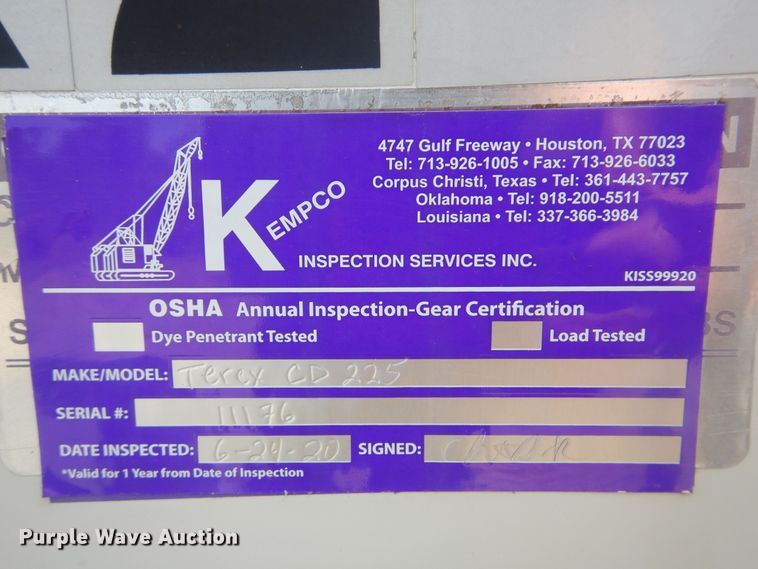 4747 Gulf Freeway • Houston, TX 77023
Tel: 713-926-1005 • Fax: 713-926-6033
Corpus Christi, Texas • Tel: 361-443-7757
Oklahoma • Tel: 918-200-5511
Louisiana • Tel: 337-366-3984
KEMPCO
INSPECTION SERVICES INC.
KISS99920
OSHA Annual Inspection-Gear Certification
Dye Penetrant Tested Load Tested
MAKE/MODEL: Terex CD 225
SERIAL #: 11176
DATE INSPECTED: 6-24-20 SIGNED:
*Valid for 1 Year from Date of Inspection
Purple Wave Auction